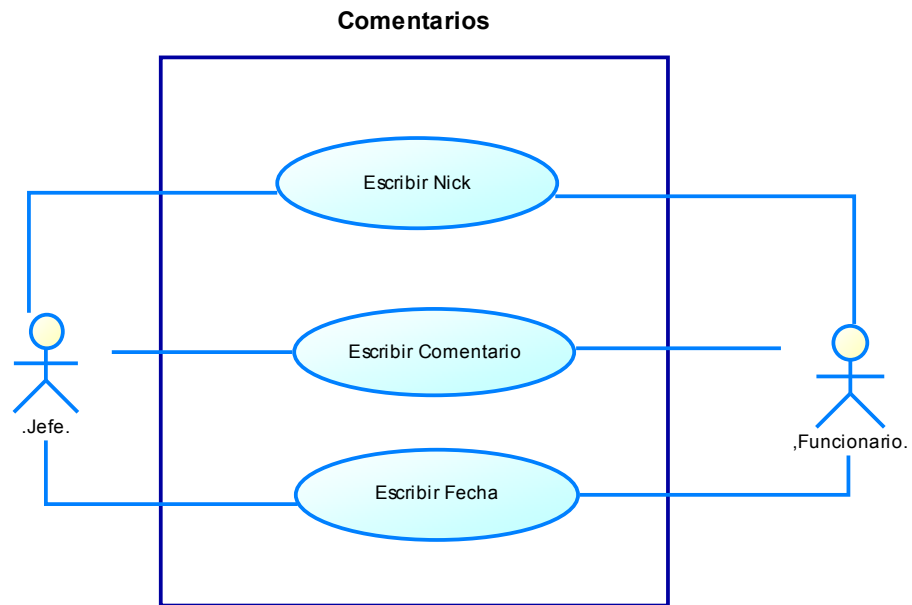 Comentarios
Escribir Nick
Escribir Comentario
.Jefe.
,Funcionario.
Escribir Fecha